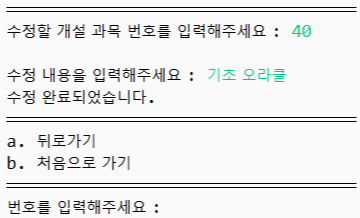 수정할 개설 과목 번호를 입력해주세요 : 40
수정 내용을 입력해주세요 : 기초 오라클
수정 완료되었습니다.
a. 뒤로가기
b. 처음으로 가기
번호를 입력해주세요 :